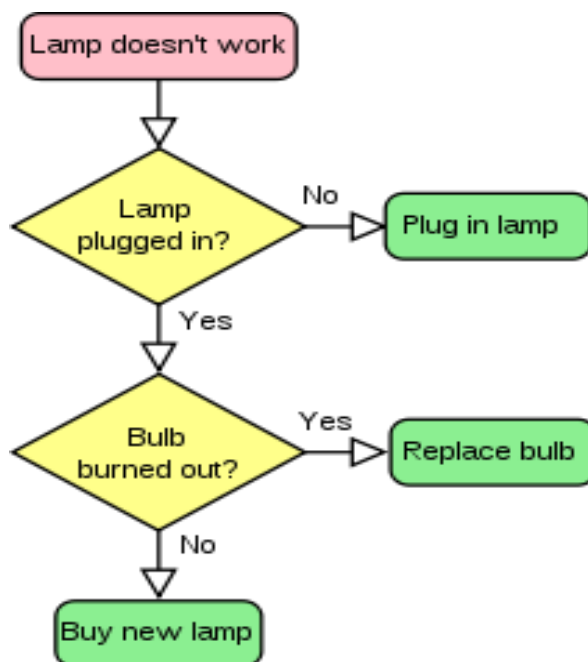 Lamp doesn't work
Lamp
plugged in?
No
Plug in lamp
Yes
Bulb
burned out?
Yes
Replace bulb
No
Buy new lamp